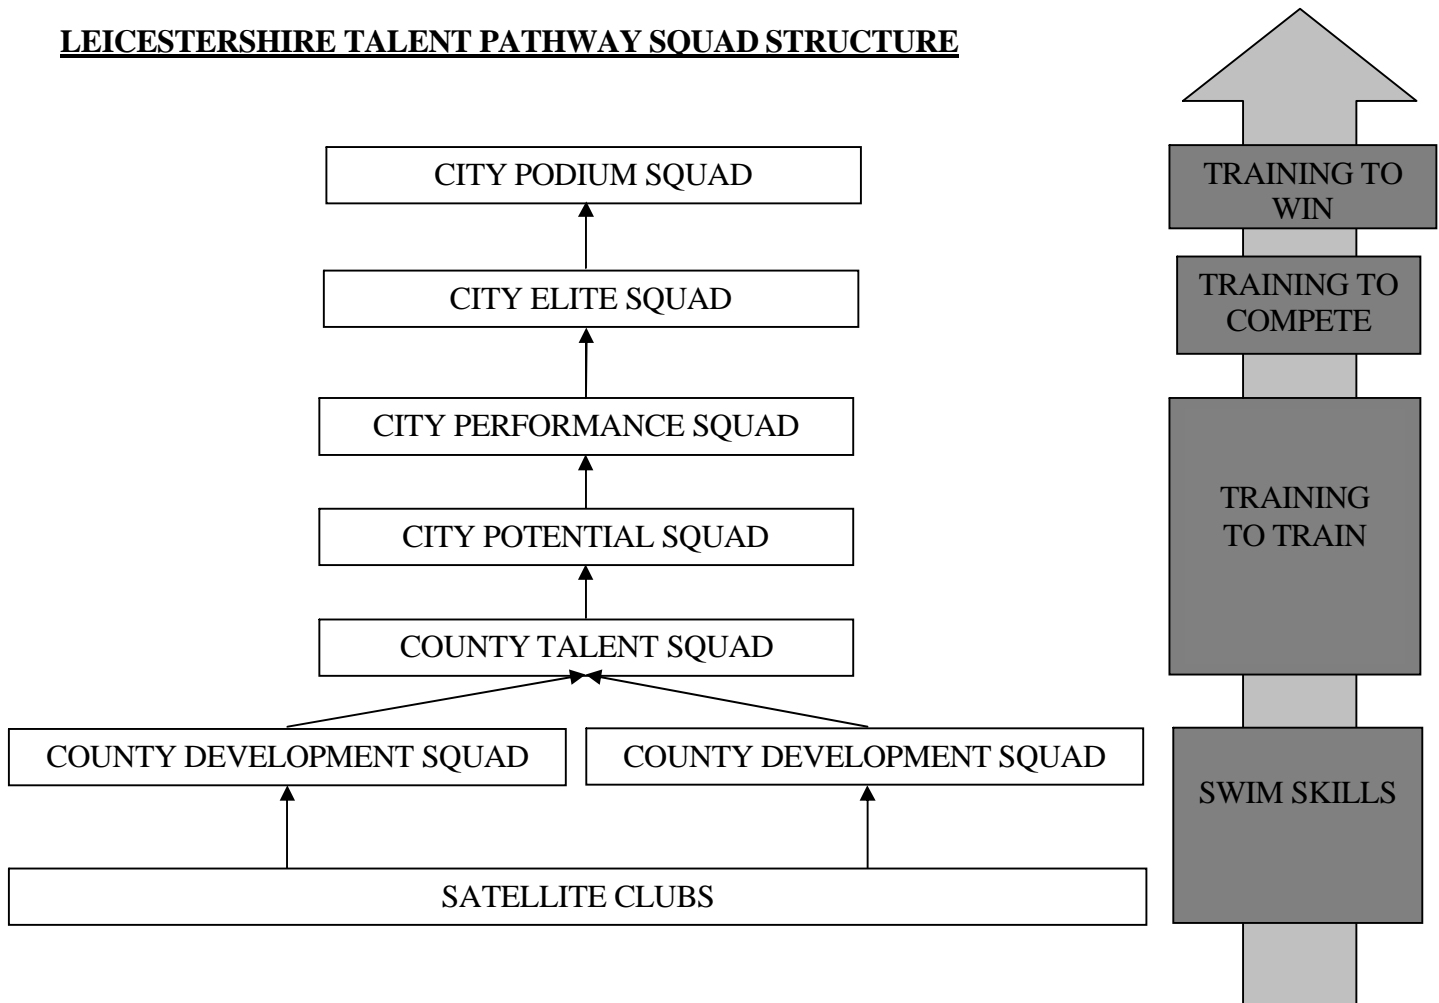 LEICESTERSHIRE TALENT PATHWAY SQUAD STRUCTURE
CITY PODIUM SQUAD
TRAINING TO
WIN
CITY ELITE SQUAD
TRAINING TO
COMPETE
CITY PERFORMANCE SQUAD
CITY POTENTIAL SQUAD
TRAINING
TO TRAIN
COUNTY TALENT SQUAD
COUNTY DEVELOPMENT SQUAD
COUNTY DEVELOPMENT SQUAD
SWIM SKILLS
SATELLITE CLUBS